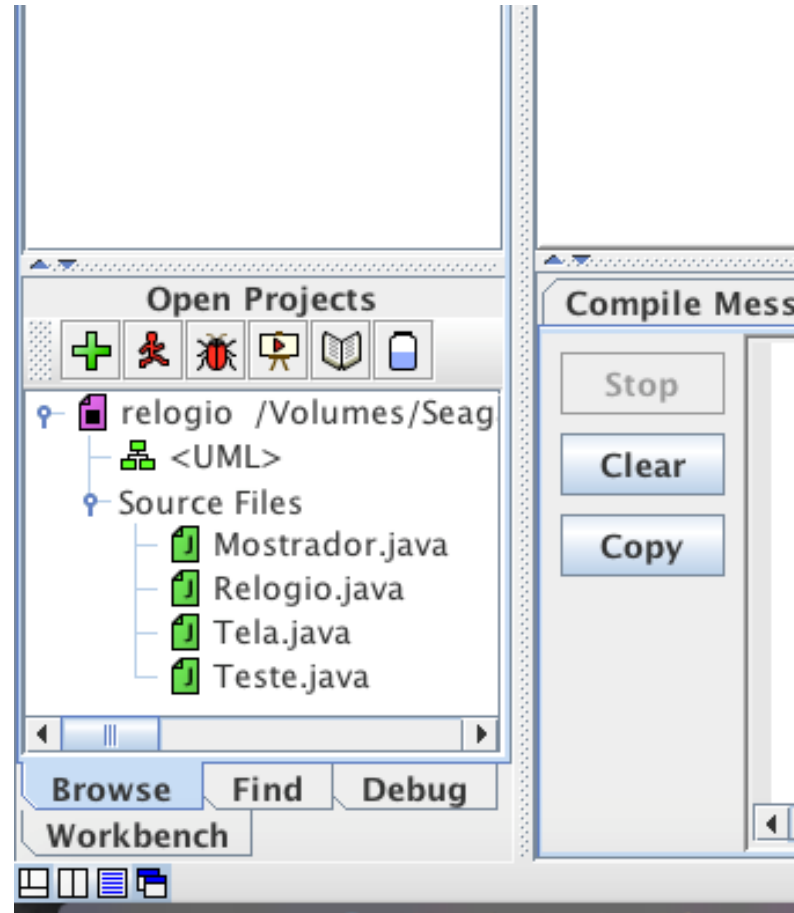 Open Projects
relogio /Volumes/Seag
<UML>
Source Files
Mostrador.java
Relogio.java
Tela.java
Teste.java
Browse Find Debug
Workbench
Compile Mess
Stop
Clear
Copy